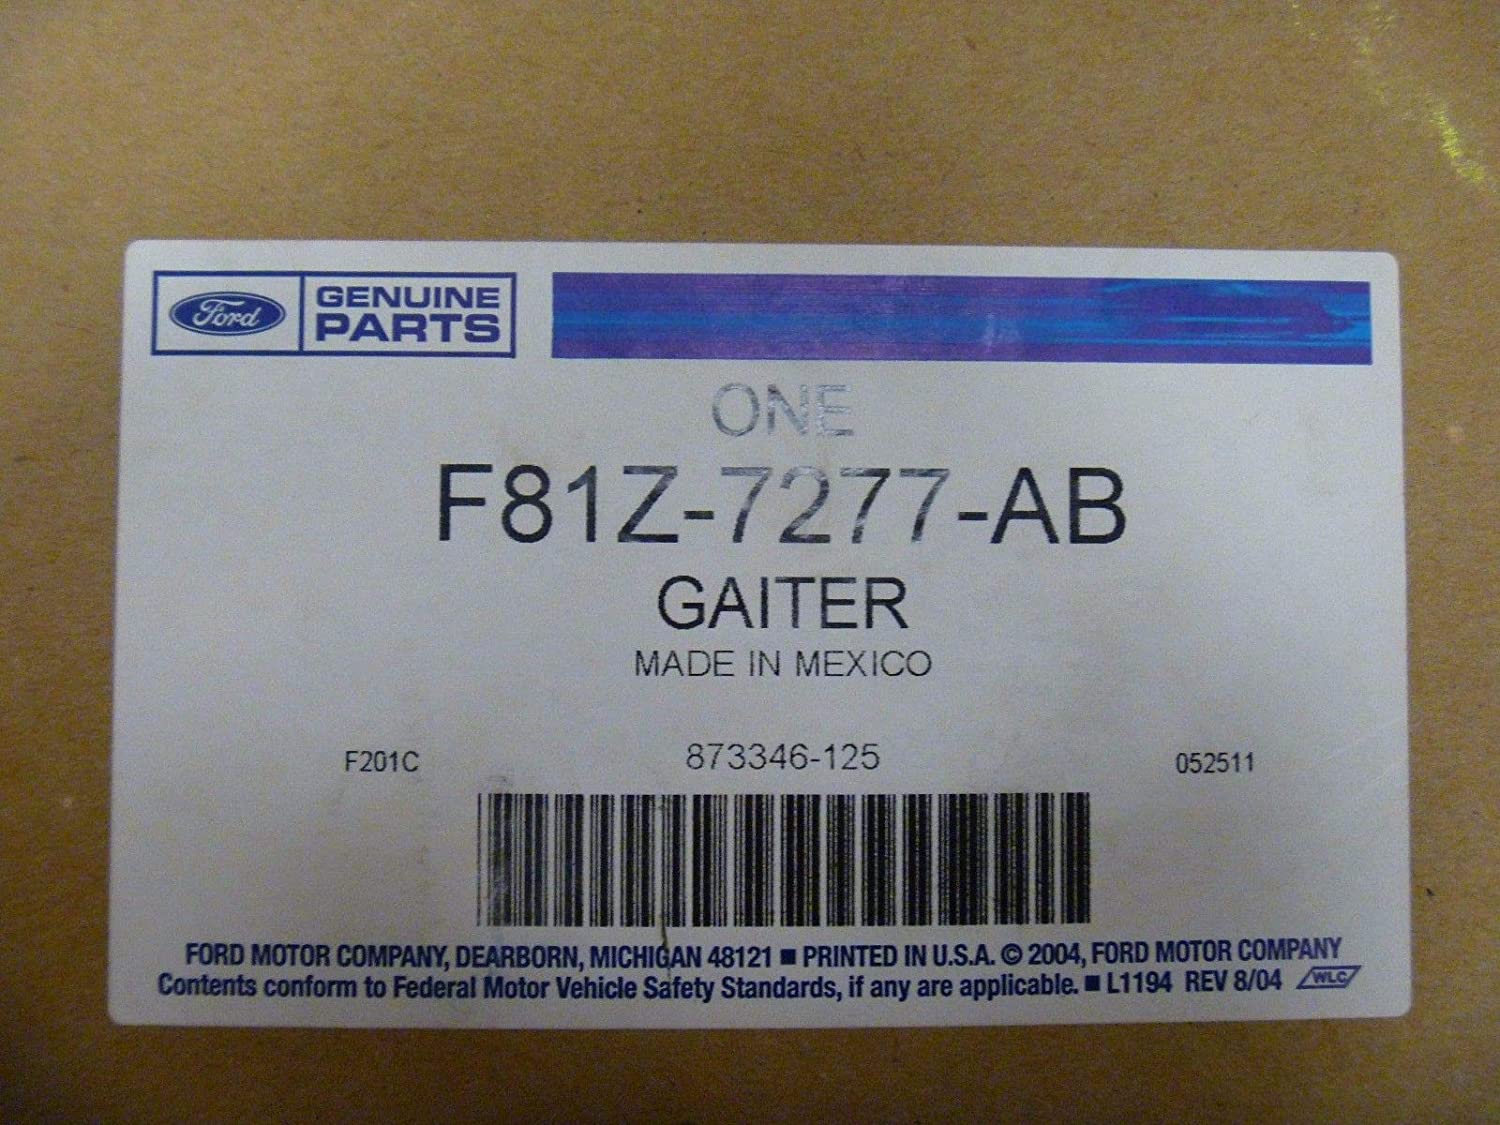 Ford GENUINE PARTS
ONE
F81Z-7277-AB
GAITER
MADE IN MEXICO
F201C 873346-125 052511
FORD MOTOR COMPANY, DEARBORN, MICHIGAN 48121 ■ PRINTED IN U.S.A. © 2004, FORD MOTOR COMPANY
Contents conform to Federal Motor Vehicle Safety Standards, if any are applicable. ■ L1194 REV 8/04 WLC